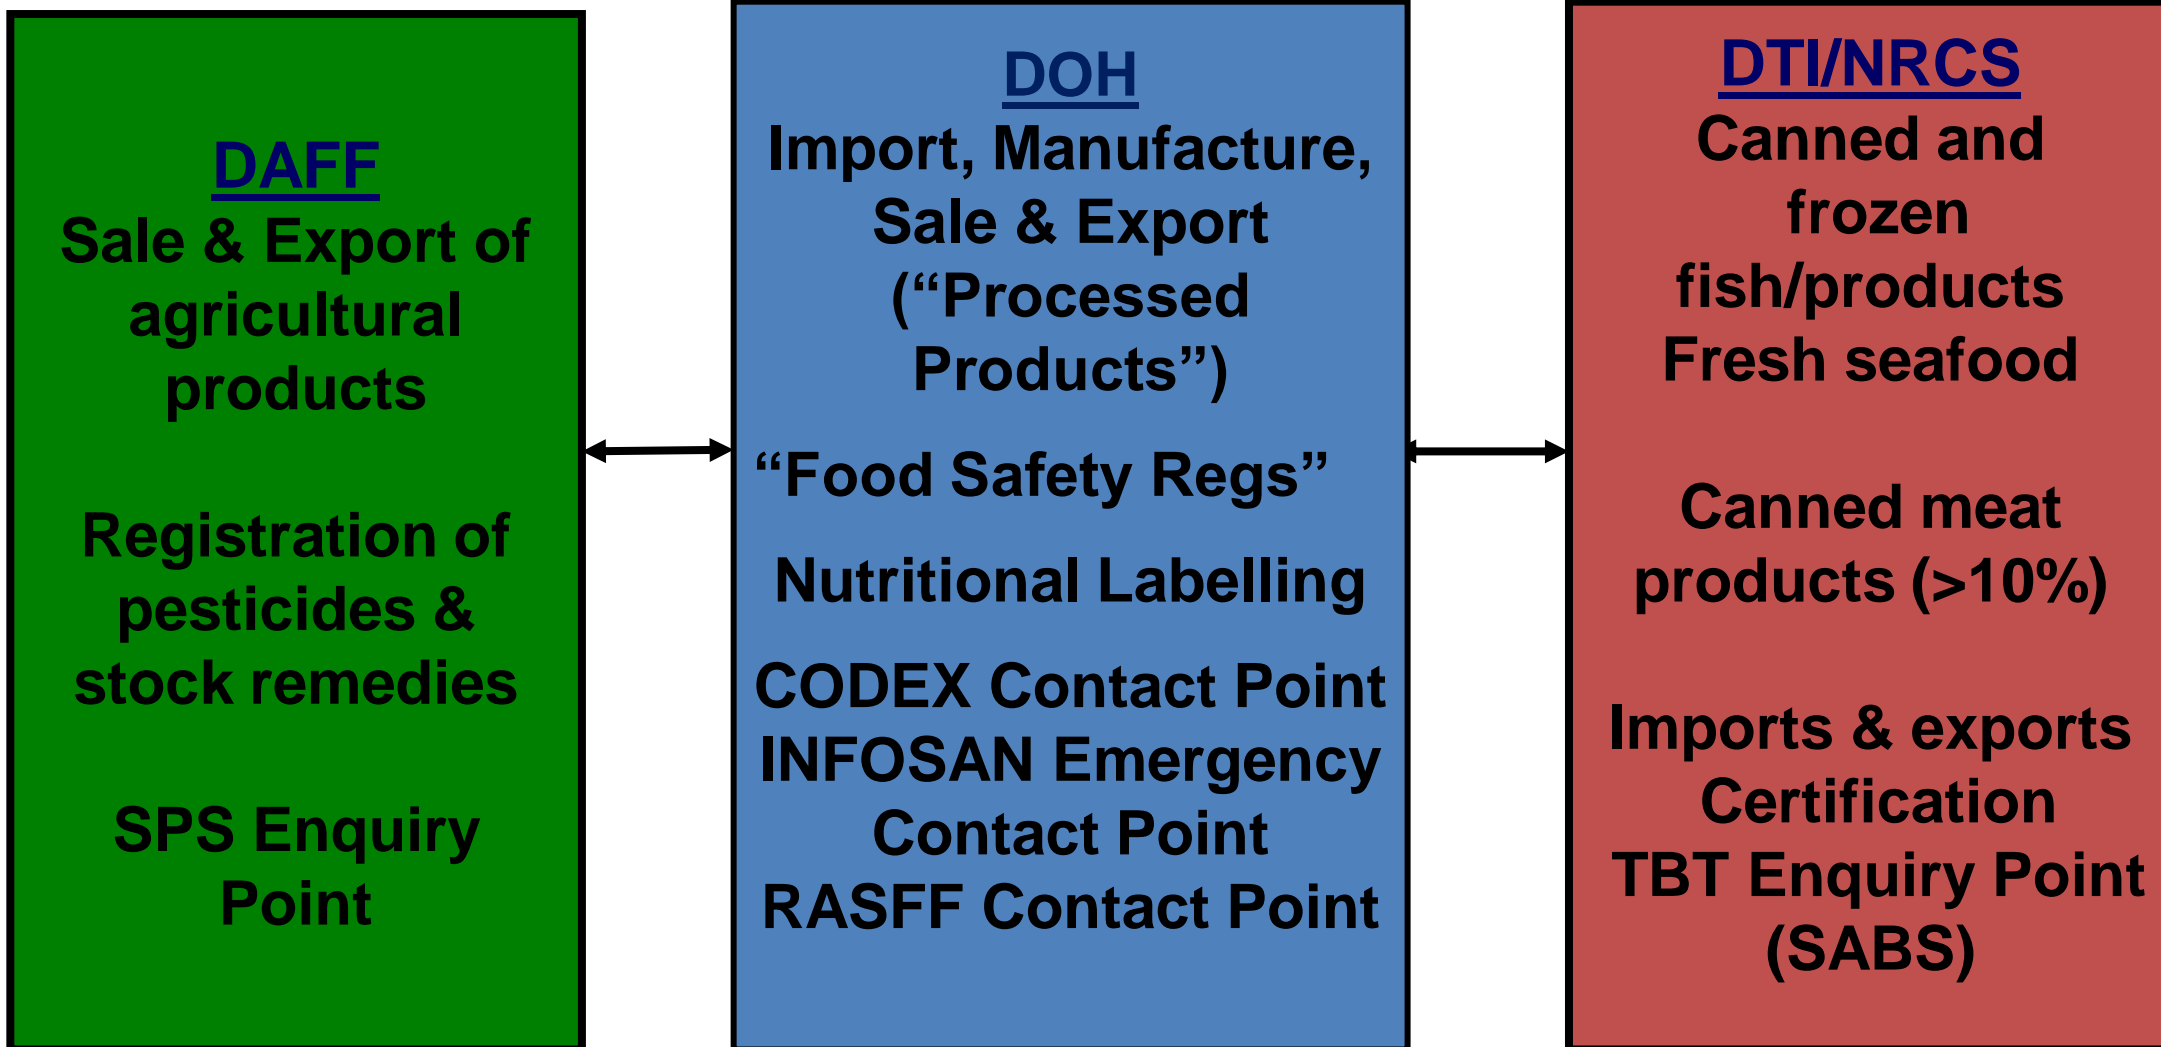 DAFF
Sale & Export of
agricultural
products
Registration of
pesticides &
stock remedies
SPS Enquiry
Point
DOH
Import, Manufacture,
Sale & Export
(“Processed
Products”)
“Food Safety Regs”
Nutritional Labelling
CODEX Contact Point
INFOSAN Emergency
Contact Point
RASFF Contact Point
DTI/NRCS
Canned and
frozen
fish/products
Fresh seafood
Canned meat
products (>10%)
Imports & exports
Certification
TBT Enquiry Point
(SABS)